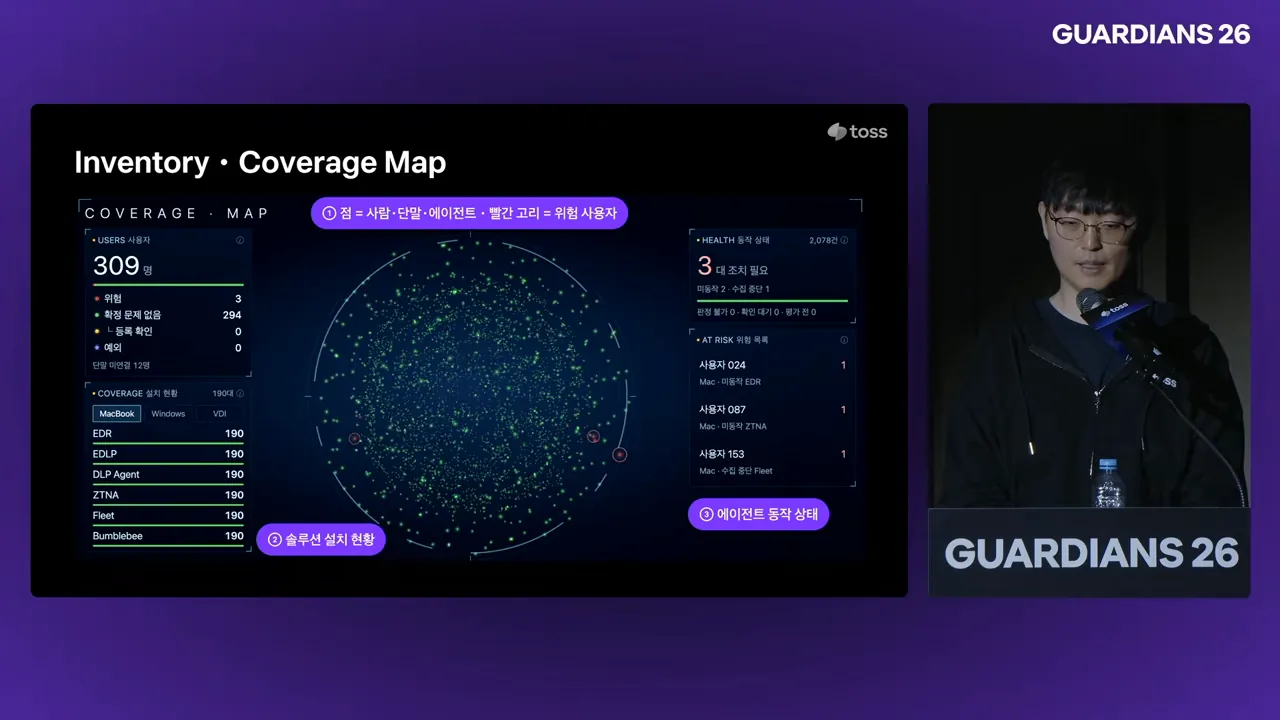 GUARDIANS 26
toss
Inventory · Coverage Map
COVERAGE · MAP
① 점 = 사람·단말·에이전트 · 빨간 고리 = 위험 사용자
USERS 사용자
309 명
위험 3
확정 문제 없음 294
└ 등록 확인 0
예외 0
단말 미연결 12명
COVERAGE 설치 현황 190대
MacBook Windows VDI
EDR 190
EDLP 190
DLP Agent 190
ZTNA 190
Fleet 190
Bumblebee 190
② 솔루션 설치 현황
HEALTH 동작 상태 2,078건
3 대 조치 필요
미동작 2 · 수집 중단 1
판정 불가 0 · 확인 대기 0 · 평가 전 0
AT RISK 위험 목록
사용자 024 1
Mac · 미동작 EDR
사용자 087 1
Mac · 미동작 ZTNA
사용자 153 1
Mac · 수집 중단 Fleet
③ 에이전트 동작 상태
toss
GUARDIANS 26